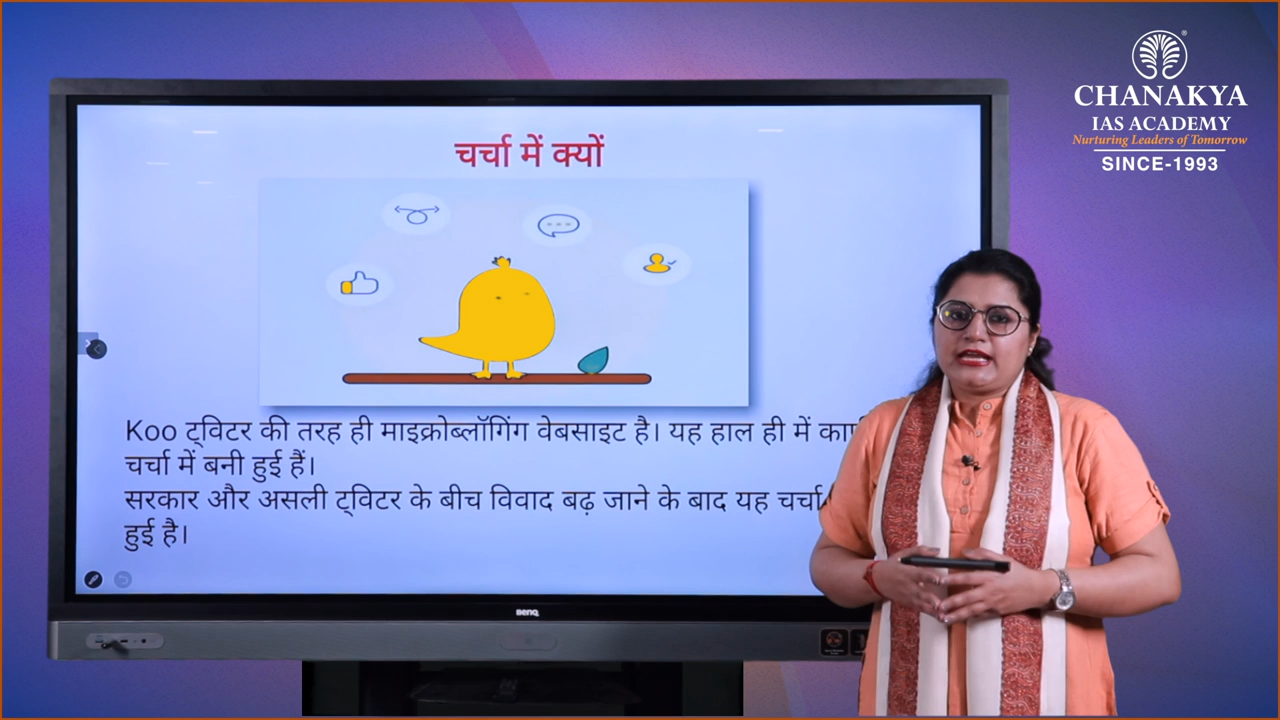 CHANAKYA
IAS ACADEMY
Nurturing Leaders of Tomorrow
SINCE-1993
चर्चा में क्यों
Koo ट्विटर की तरह ही माइक्रोब्लॉगिंग वेबसाइट है। यह हाल ही में
चर्चा में बनी हुई हैं।
सरकार और असली ट्विटर के बीच विवाद बढ़ जाने के बाद यह चर्चा
हुई है।
BenQ